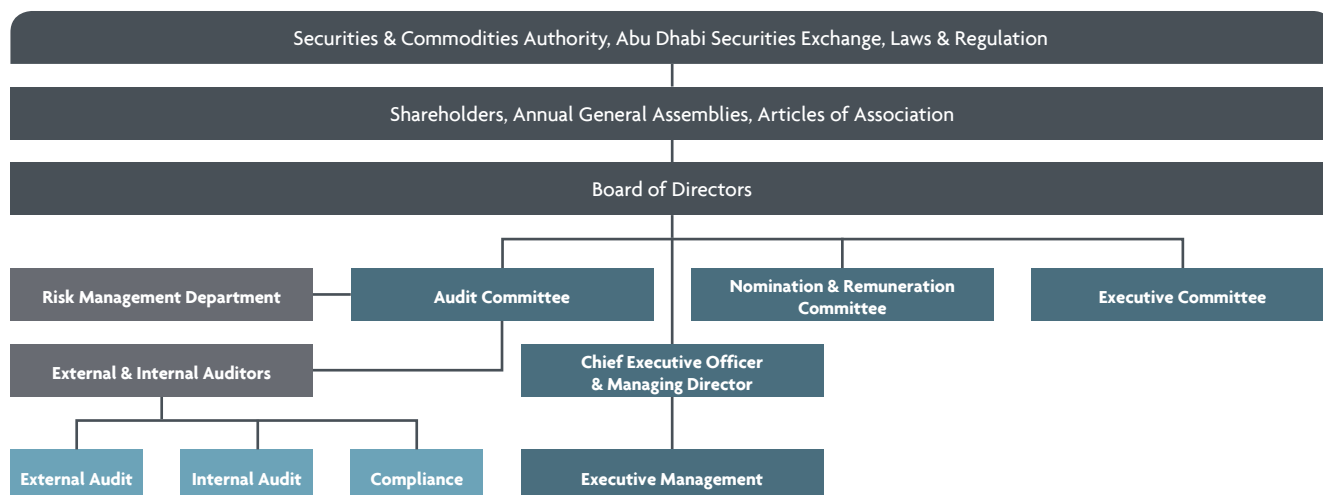 Securities & Commodities Authority, Abu Dhabi Securities Exchange, Laws & Regulation
Shareholders, Annual General Assemblies, Articles of Association
Board of Directors
Risk Management Department
Audit Committee
Nomination & Remuneration
Committee
Executive Committee
External & Internal Auditors
Chief Executive Officer
& Managing Director
External Audit
Internal Audit
Compliance
Executive Management